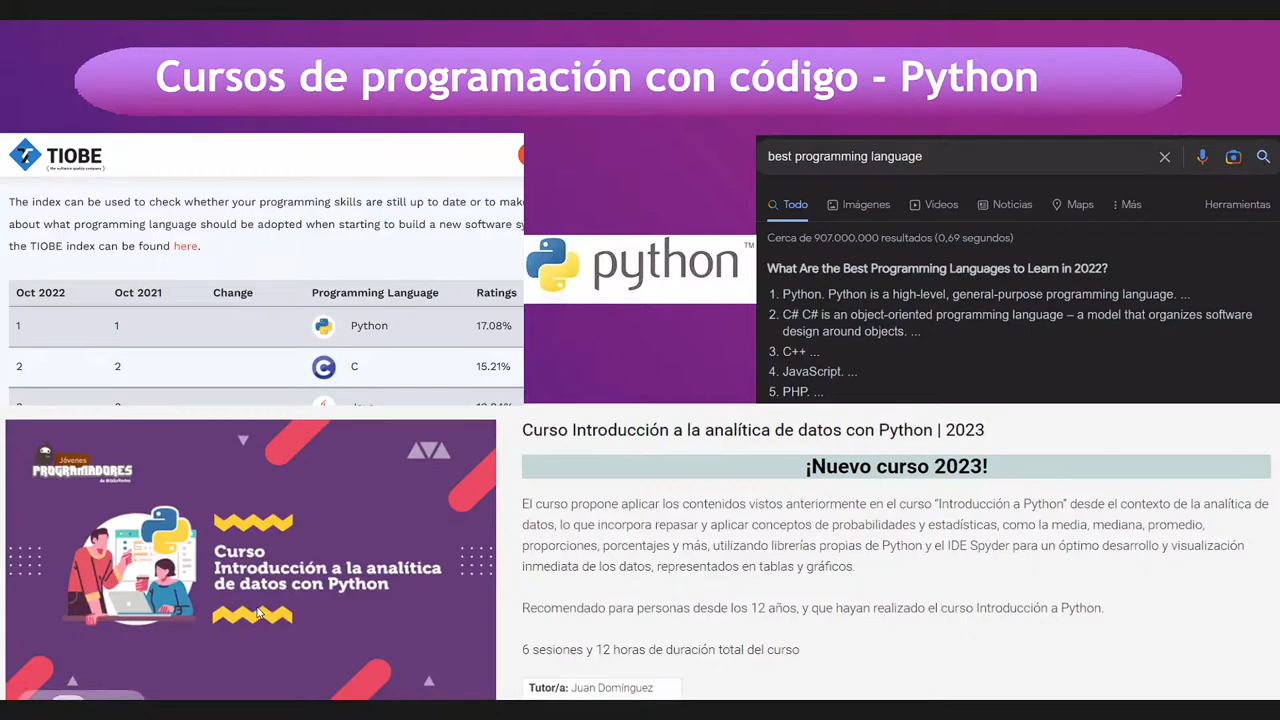 Cursos de programación con código - Python
TIOBE
(the software quality company)
The index can be used to check whether your programming skills are still up to date or to make
about what programming language should be adopted when starting to build a new software sy
the TIOBE index can be found here.
Oct 2022 Oct 2021 Change Programming Language Ratings
1 1 Python 17.08%
2 2 C 15.21%
python™
best programming language
Todo Imágenes Videos Noticias Maps Más Herramientas
Cerca de 907.000.000 resultados (0,69 segundos)
What Are the Best Programming Languages to Learn in 2022?
1. Python. Python is a high-level, general-purpose programming language. ...
2. C# C# is an object-oriented programming language – a model that organizes software
design around objects. ...
3. C++ ...
4. JavaScript. ...
5. PHP. ...
Jóvenes
PROGRAMADORES
de BiblioRedes
Curso
Introducción a la analítica
de datos con Python
Curso Introducción a la analítica de datos con Python | 2023
¡Nuevo curso 2023!
El curso propone aplicar los contenidos vistos anteriormente en el curso “Introducción a Python” desde el contexto de la analítica de
datos, lo que incorpora repasar y aplicar conceptos de probabilidades y estadísticas, como la media, mediana, promedio,
proporciones, porcentajes y más, utilizando librerías propias de Python y el IDE Spyder para un óptimo desarrollo y visualización
inmediata de los datos, representados en tablas y gráficos.
Recomendado para personas desde los 12 años, y que hayan realizado el curso Introducción a Python.
6 sesiones y 12 horas de duración total del curso
Tutor/a: Juan Domínguez